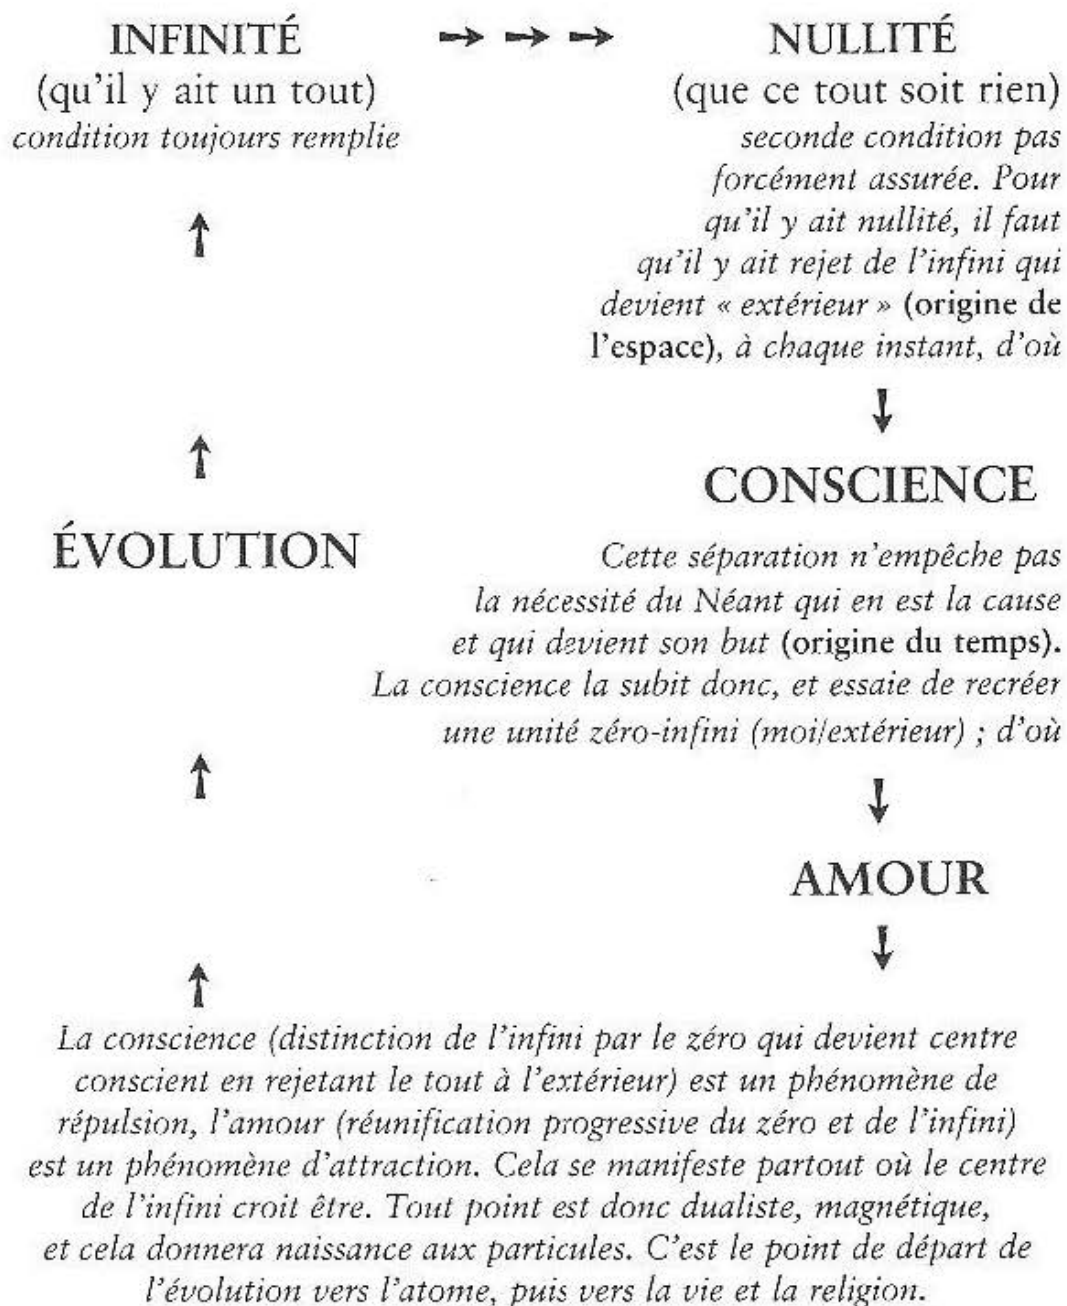 INFINITÉ
(qu'il y ait un tout)
condition toujours remplie
NULLITÉ
(que ce tout soit rien)
seconde condition pas
forcément assurée. Pour
qu'il y ait nullité, il faut
qu'il y ait rejet de l'infini qui
devient « extérieur » (origine de
l'espace), à chaque instant, d'où
CONSCIENCE
Cette séparation n'empêche pas
la nécessité du Néant qui en est la cause
et qui devient son but (origine du temps).
La conscience la subit donc, et essaie de recréer
une unité zéro-infini (moi/extérieur) ; d'où
AMOUR
ÉVOLUTION
La conscience (distinction de l'infini par le zéro qui devient centre
conscient en rejetant le tout à l'extérieur) est un phénomène de
répulsion, l'amour (réunification progressive du zéro et de l'infini)
est un phénomène d'attraction. Cela se manifeste partout où le centre
de l'infini croit être. Tout point est donc dualiste, magnétique,
et cela donnera naissance aux particules. C'est le point de départ de
l'évolution vers l'atome, puis vers la vie et la religion.